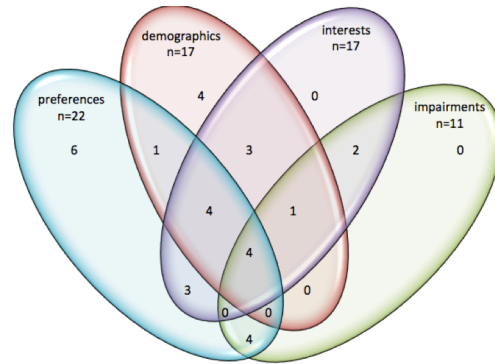 demographics
n=17
interests
n=17
preferences
n=22
impairments
n=11
4
0
6
1
3
2
0
4
1
4
3
0
0
0
4